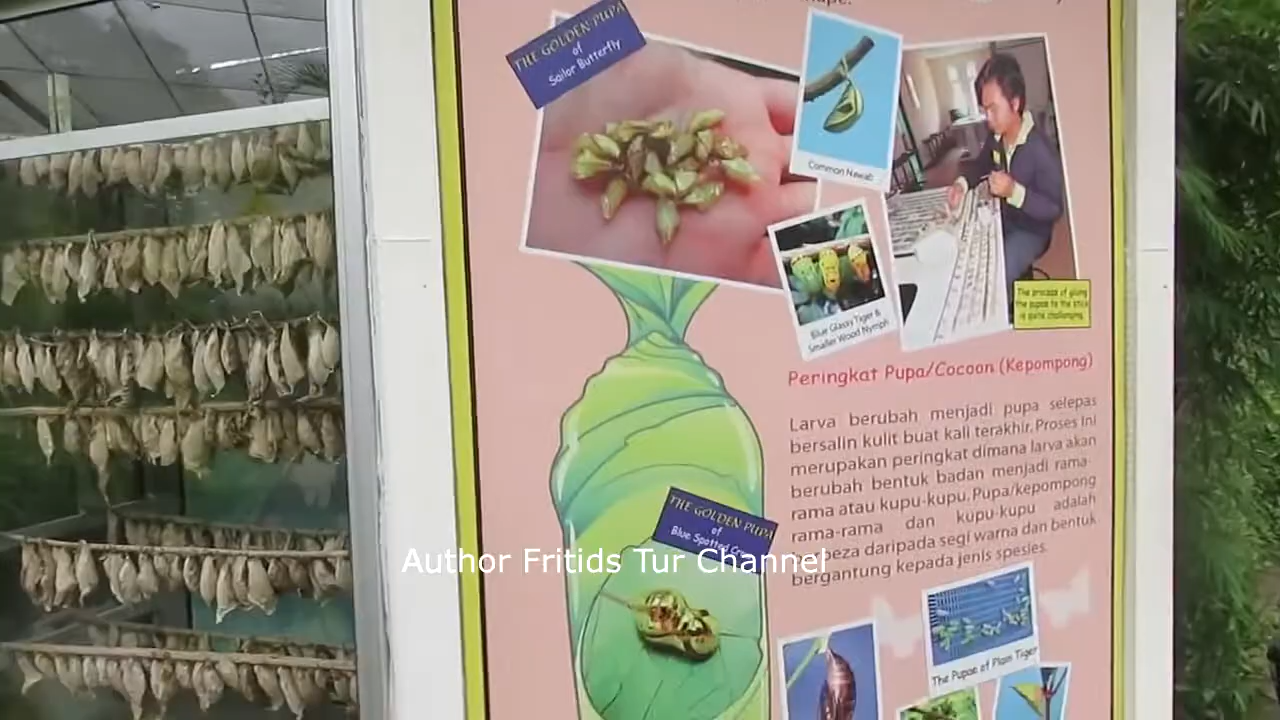 THE GOLDEN PUPA
of
Sailor Butterfly
Common Nawab
Blue Glassy Tiger &
Smaller Wood Nymph
The process of gluing
the pupae to the stick
is quite challenging.
Peringkat Pupa/Cocoon (Kepompong)
Larva berubah menjadi pupa selepas
bersalin kulit buat kali terakhir. Proses ini
merupakan peringkat dimana larva akan
berubah bentuk badan menjadi rama-
rama atau kupu-kupu. Pupa/kepompong
rama-rama dan kupu-kupu adalah
beza daripada segi warna dan bentuk
bergantung kepada jenis spesies.
THE GOLDEN PUPA
of
Blue Spotted
Author Fritids Tur Channel
The Pupae of Plain Tiger